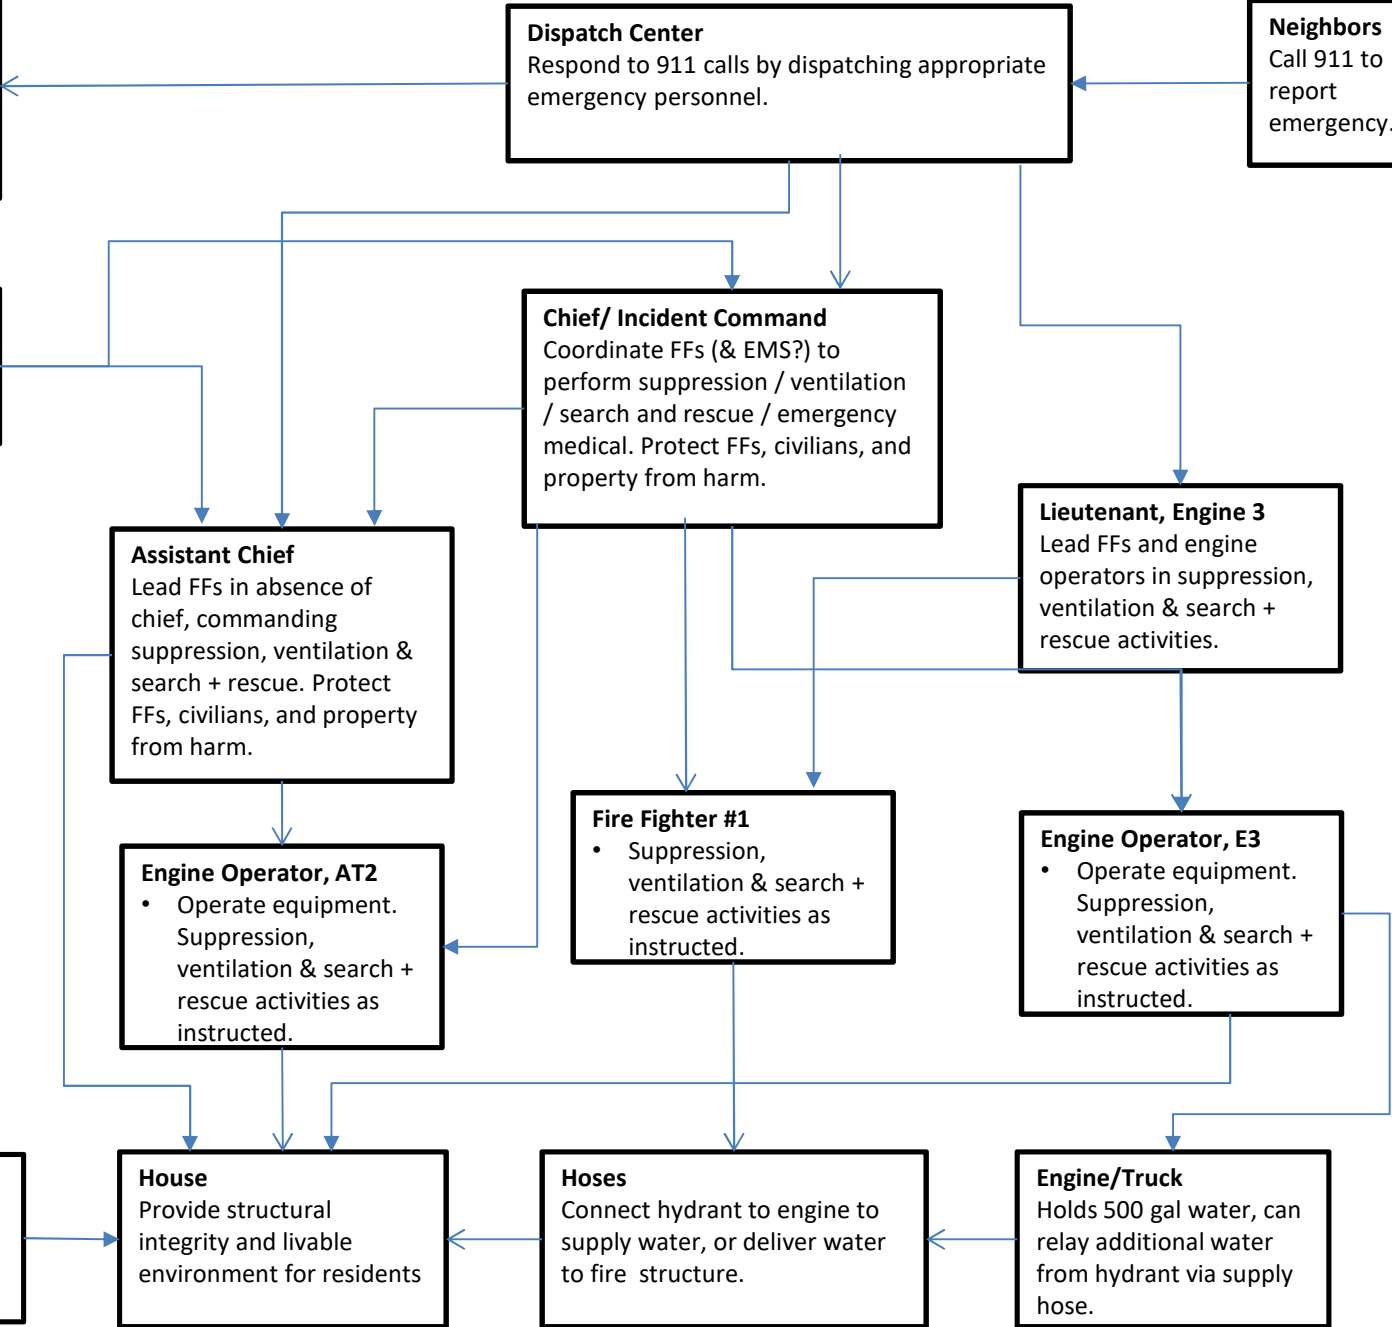 Dispatch Center
Respond to 911 calls by dispatching appropriate
emergency personnel.
Neighbors
Call 911 to
report
emergency.
Chief/ Incident Command
Coordinate FFs (& EMS?) to
perform suppression / ventilation
/ search and rescue / emergency
medical. Protect FFs, civilians, and
property from harm.
Lieutenant, Engine 3
Lead FFs and engine
operators in suppression,
ventilation & search +
rescue activities.
Assistant Chief
Lead FFs in absence of
chief, commanding
suppression, ventilation &
search + rescue. Protect
FFs, civilians, and property
from harm.
Fire Fighter #1
• Suppression,
ventilation & search +
rescue activities as
instructed.
Engine Operator, E3
• Operate equipment.
Suppression,
ventilation & search +
rescue activities as
instructed.
Engine Operator, AT2
• Operate equipment.
Suppression,
ventilation & search +
rescue activities as
instructed.
House
Provide structural
integrity and livable
environment for residents
Hoses
Connect hydrant to engine to
supply water, or deliver water
to fire structure.
Engine/Truck
Holds 500 gal water, can
relay additional water
from hydrant via supply
hose.